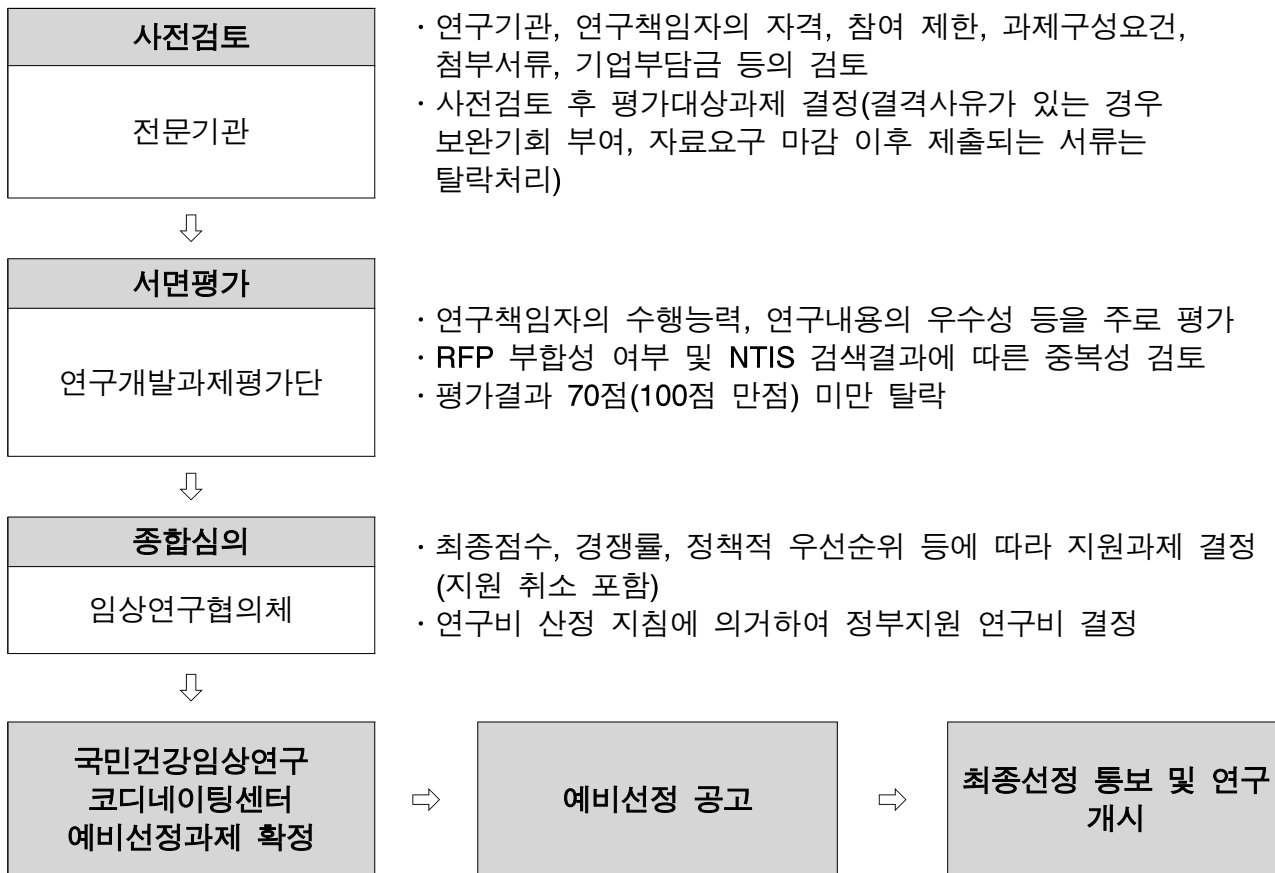 사전검토
전문기관
· 연구기관, 연구책임자의 자격, 참여 제한, 과제구성요건,
첨부서류, 기업부담금 등의 검토
· 사전검토 후 평가대상과제 결정(결격사유가 있는 경우
보완기회 부여, 자료요구 마감 이후 제출되는 서류는
탈락처리)
⇩
서면평가
연구개발과제평가단
· 연구책임자의 수행능력, 연구내용의 우수성 등을 주로 평가
· RFP 부합성 여부 및 NTIS 검색결과에 따른 중복성 검토
· 평가결과 70점(100점 만점) 미만 탈락
⇩
종합심의
임상연구협의체
· 최종점수, 경쟁률, 정책적 우선순위 등에 따라 지원과제 결정
(지원 취소 포함)
· 연구비 산정 지침에 의거하여 정부지원 연구비 결정
⇩
국민건강임상연구
코디네이팅센터
예비선정과제 확정
⇨
예비선정 공고
⇨
최종선정 통보 및 연구
개시